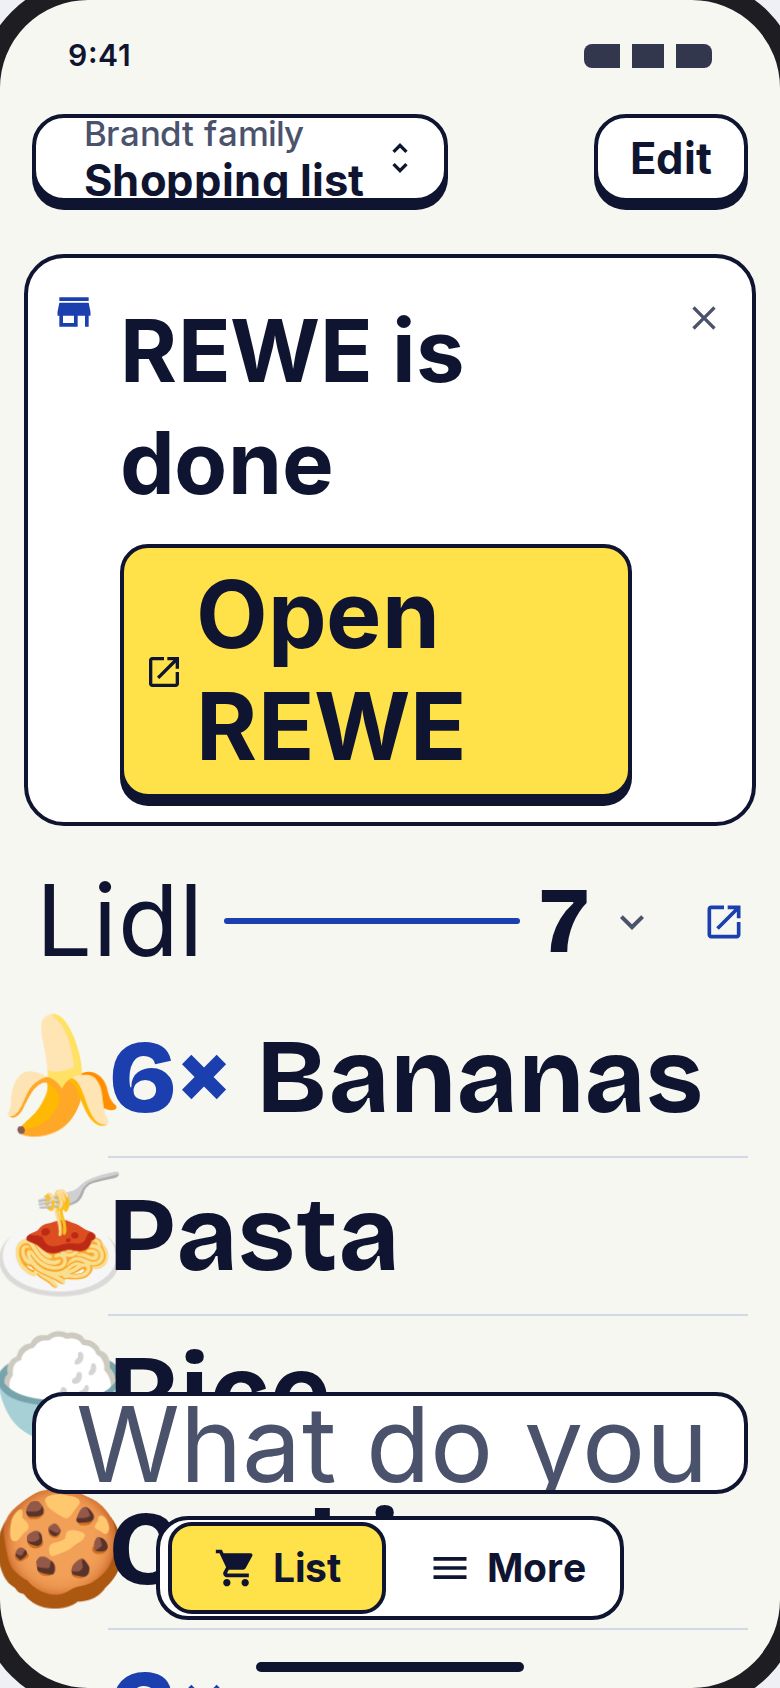 9:41
Brandt family
Shopping list
Edit
REWE is
done
Open
REWE
Lidl 7
6× Bananas
Pasta
Rice
What do you
List
More